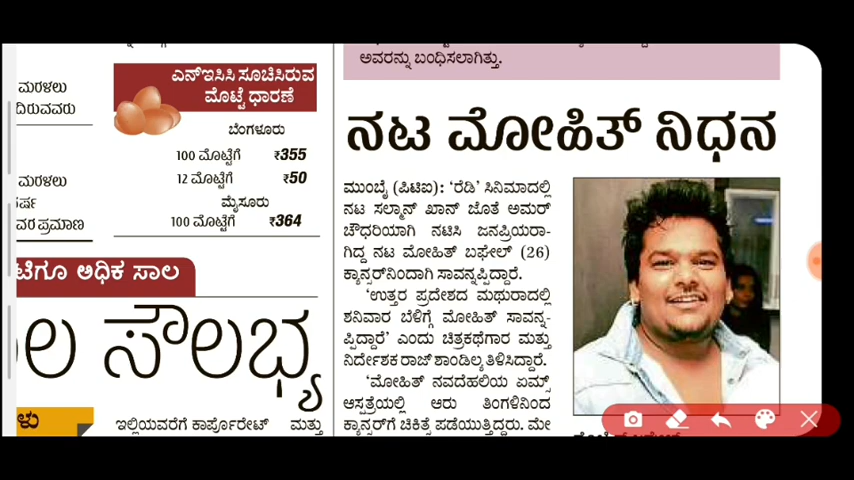 ಮರಳಲು
ದಿರುವವರು
ಮರಳಲು
ರ್ಷ
ವರ ಪ್ರಮಾಣ
ಎನ್‌ಇಸಿಸಿ ಸೂಚಿಸಿರುವ
ಮೊಟ್ಟೆ ಧಾರಣೆ
ಬೆಂಗಳೂರು
100 ಮೊಟ್ಟೆಗೆ ₹355
12 ಮೊಟ್ಟೆಗೆ ₹50
ಮೈಸೂರು
100 ಮೊಟ್ಟೆಗೆ ₹364
ಟಿಗೂ ಅಧಿಕ ಸಾಲ
ಲ ಸೌಲಭ್ಯ
ಳು
ಇಲ್ಲಿಯವರೆಗೆ ಕಾರ್ಪೊರೇಟ್ ಮತ್ತು
ಅವರನ್ನು ಬಂಧಿಸಲಾಗಿತ್ತು.
ನಟ ಮೋಹಿತ್ ನಿಧನ
ಮುಂಬೈ (ಪಿಟಿಐ): ‘ರೆಡಿ’ ಸಿನಿಮಾದಲ್ಲಿ
ನಟ ಸಲ್ಮಾನ್ ಖಾನ್ ಜೊತೆ ಅಮರ್
ಚೌಧರಿಯಾಗಿ ನಟಿಸಿ ಜನಪ್ರಿಯರಾ-
ಗಿದ್ದ ನಟ ಮೋಹಿತ್ ಬಘೇಲ್ (26)
ಕ್ಯಾನ್ಸರ್‌ನಿಂದಾಗಿ ಸಾವನ್ನಪ್ಪಿದ್ದಾರೆ.
‘ಉತ್ತರ ಪ್ರದೇಶದ ಮಥುರಾದಲ್ಲಿ
ಶನಿವಾರ ಬೆಳಿಗ್ಗೆ ಮೋಹಿತ್ ಸಾವನ್ನ-
ಪ್ಪಿದ್ದಾರೆ’ ಎಂದು ಚಿತ್ರಕಥೆಗಾರ ಮತ್ತು
ನಿರ್ದೇಶಕ ರಾಜ್ ಶಾಂಡಿಲ್ಯ ತಿಳಿಸಿದ್ದಾರೆ.
‘ಮೋಹಿತ್ ನವದೆಹಲಿಯ ಏಮ್ಸ್
ಆಸ್ಪತ್ರೆಯಲ್ಲಿ ಆರು ತಿಂಗಳಿನಿಂದ
ಕ್ಯಾನ್ಸರ್‌ಗೆ ಚಿಕಿತ್ಸೆ ಪಡೆಯುತ್ತಿದ್ದರು. ಮೇ